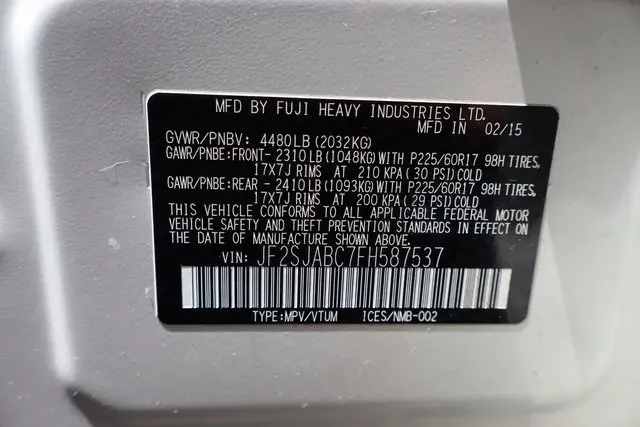 MFD BY FUJI HEAVY INDUSTRIES LTD.
MFD IN 02/15
GVWR/PNBV: 4480LB(2032KG)
GAWR/PNBE:FRONT- 2310LB(1048KG)WITH P225/60R17 98H TIRES,
17X7J RIMS AT 210 KPA( 30 PSI)COLD
GAWR/PNBE:REAR - 2410LB(1093KG)WITH P225/60R17 98H TIRES,
17X7J RIMS AT 200 KPA( 29 PSI)COLD
THIS VEHICLE CONFORMS TO ALL APPLICABLE FEDERAL MOTOR
VEHICLE SAFETY AND THEFT PREVENTION STANDARDS IN EFFECT ON
THE DATE OF MANUFACTURE SHOWN ABOVE.
VIN: JF2SJABC7FH587537
TYPE:MPV/VTUM ICES/NMB-002